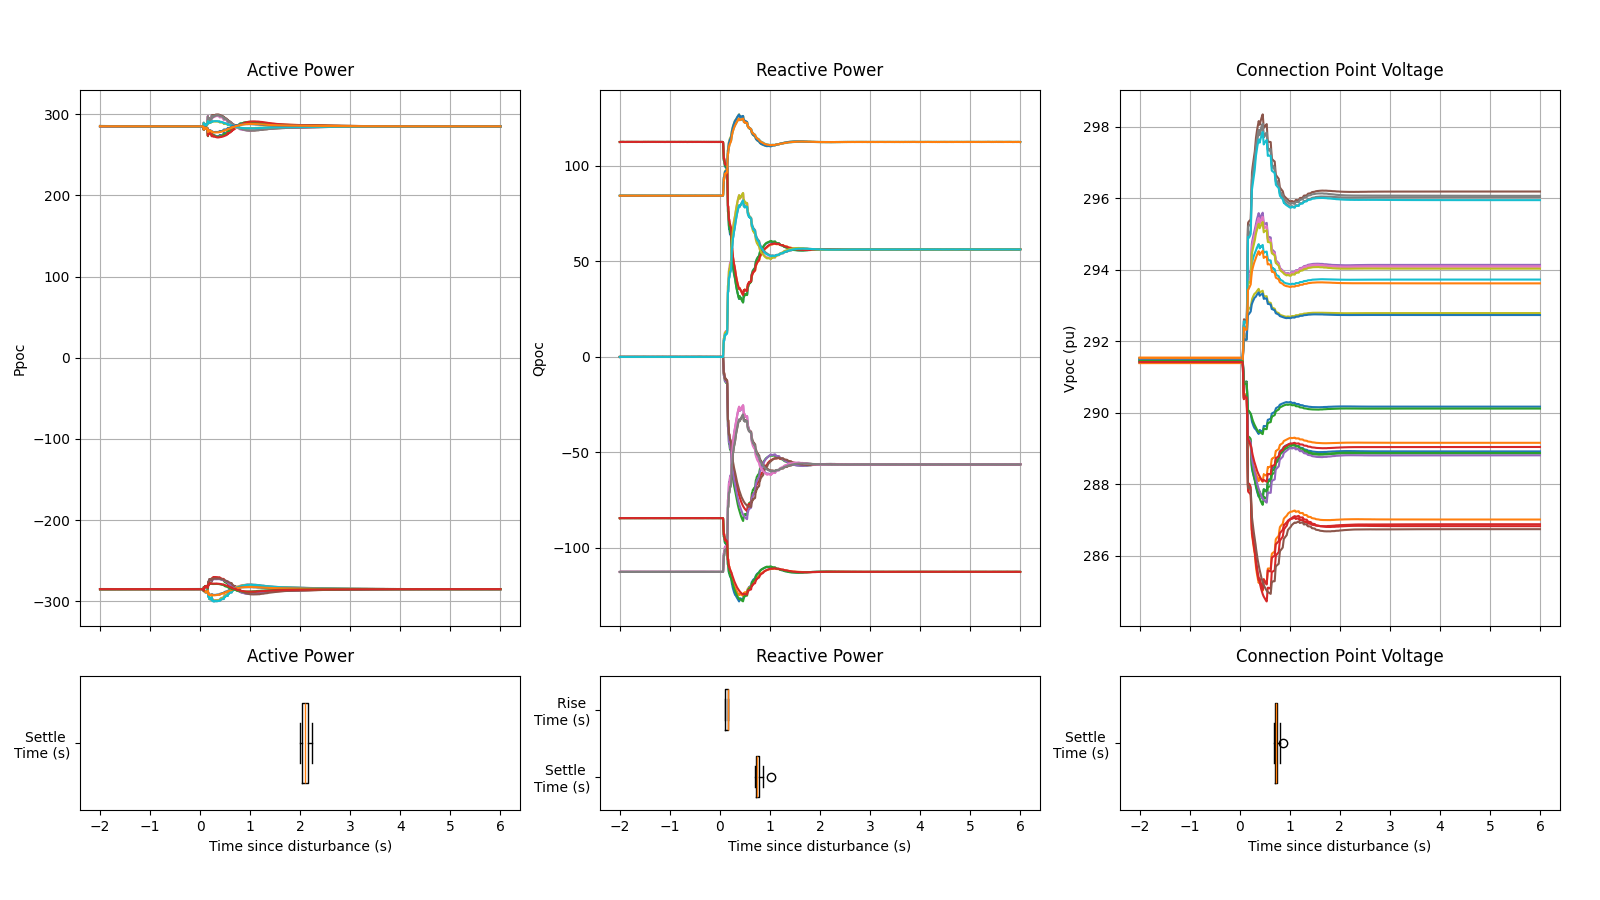 Active Power
Reactive Power
Connection Point Voltage
300
200
100
0
−100
−200
−300
Ppoc
100
50
0
−50
−100
Qpoc
298
296
294
292
290
288
286
Vpoc (pu)
Active Power
Reactive Power
Connection Point Voltage
Settle
Time (s)
Rise
Time (s)
Settle
Time (s)
Settle
Time (s)
−2 −1 0 1 2 3 4 5 6
−2 −1 0 1 2 3 4 5 6
−2 −1 0 1 2 3 4 5 6
Time since disturbance (s)
Time since disturbance (s)
Time since disturbance (s)